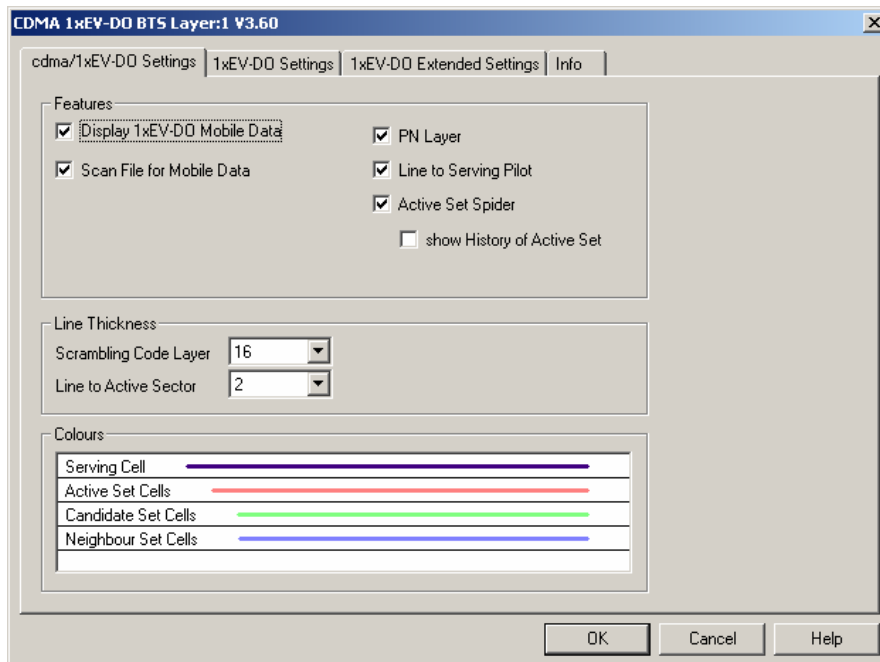 CDMA 1xEV-DO BTS Layer:1 V3.60
cdma/1xEV-DO Settings
1xEV-DO Settings
1xEV-DO Extended Settings
Info
Features
Display 1xEV-DO Mobile Data
Scan File for Mobile Data
PN Layer
Line to Serving Pilot
Active Set Spider
show History of Active Set
Line Thickness
Scrambling Code Layer 16
Line to Active Sector 2
Colours
Serving Cell
Active Set Cells
Candidate Set Cells
Neighbour Set Cells
OK
Cancel
Help